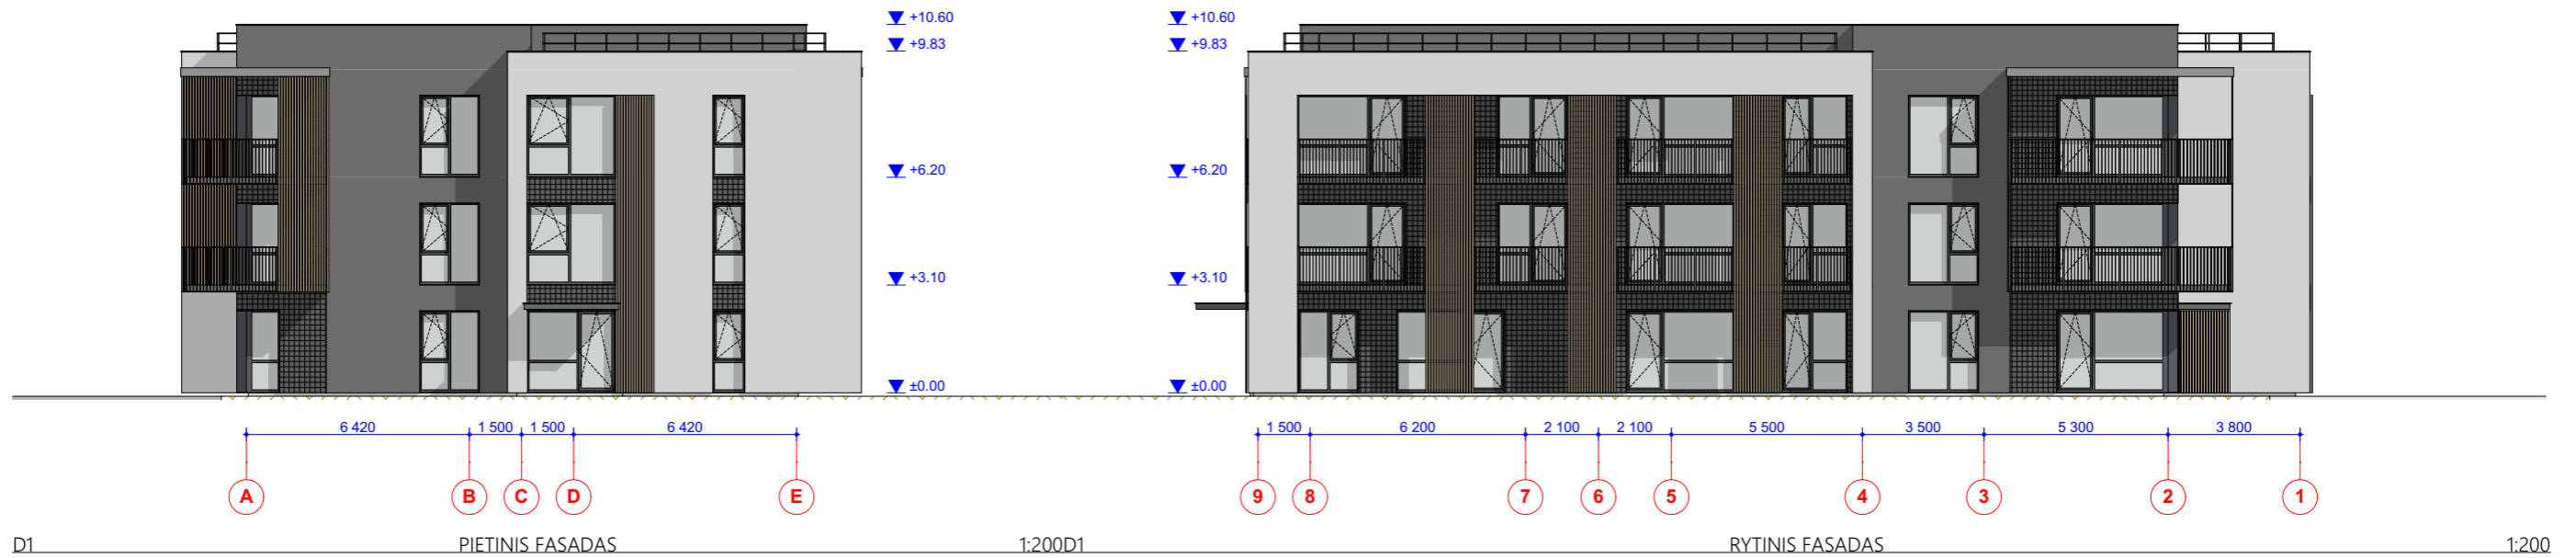 +10.60
+9.83
+6.20
+3.10
±0.00
+10.60
+9.83
+6.20
+3.10
±0.00
6 420 1 500 1 500 6 420
1 500 6 200 2 100 2 100 5 500 3 500 5 300 3 800
A B C D E
9 8 7 6 5 4 3 2 1
D1 PIETINIS FASADAS 1:200
D1 RYTINIS FASADAS 1:200